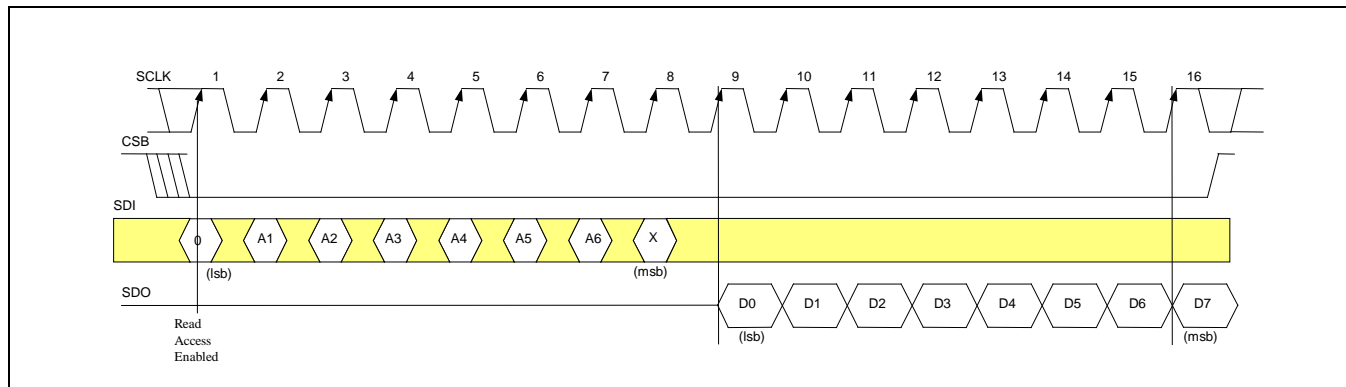 SCLK 1 2 3 4 5 6 7 8 9 10 11 12 13 14 15 16
CSB
SDI
0 A1 A2 A3 A4 A5 A6 X
(lsb) (msb)
SDO
D0 D1 D2 D3 D4 D5 D6 D7
(lsb) (msb)
Read
Access
Enabled